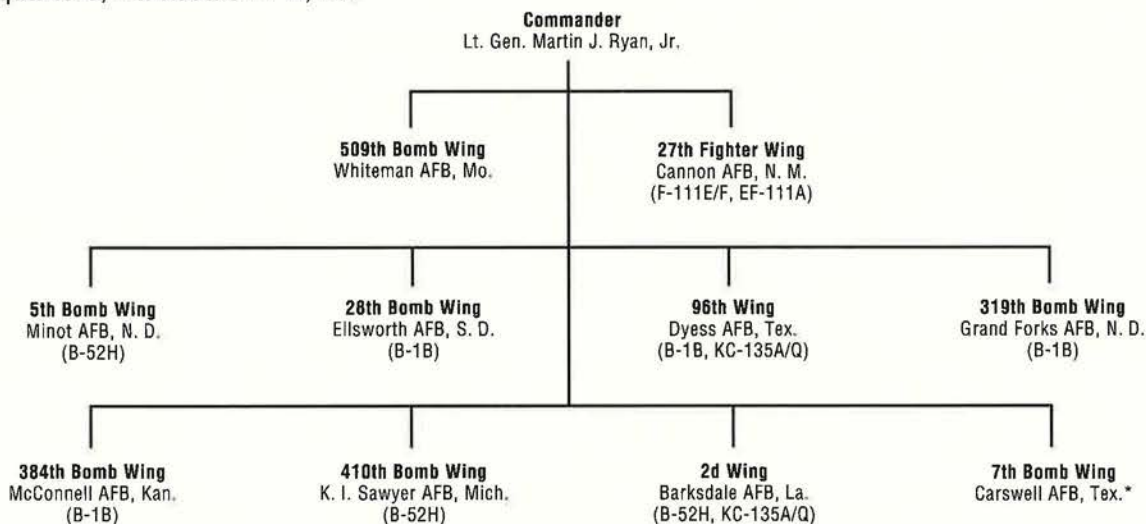 Commander
Lt. Gen. Martin J. Ryan, Jr.
509th Bomb Wing
Whiteman AFB, Mo.
27th Fighter Wing
Cannon AFB, N. M.
(F-111E/F, EF-111A)
5th Bomb Wing
Minot AFB, N. D.
(B-52H)
28th Bomb Wing
Ellsworth AFB, S. D.
(B-1B)
96th Wing
Dyess AFB, Tex.
(B-1B, KC-135A/Q)
319th Bomb Wing
Grand Forks AFB, N. D.
(B-1B)
384th Bomb Wing
McConnell AFB, Kan.
(B-1B)
410th Bomb Wing
K. I. Sawyer AFB, Mich.
(B-52H)
2d Wing
Barksdale AFB, La.
(B-52H, KC-135A/Q)
7th Bomb Wing
Carswell AFB, Tex.*